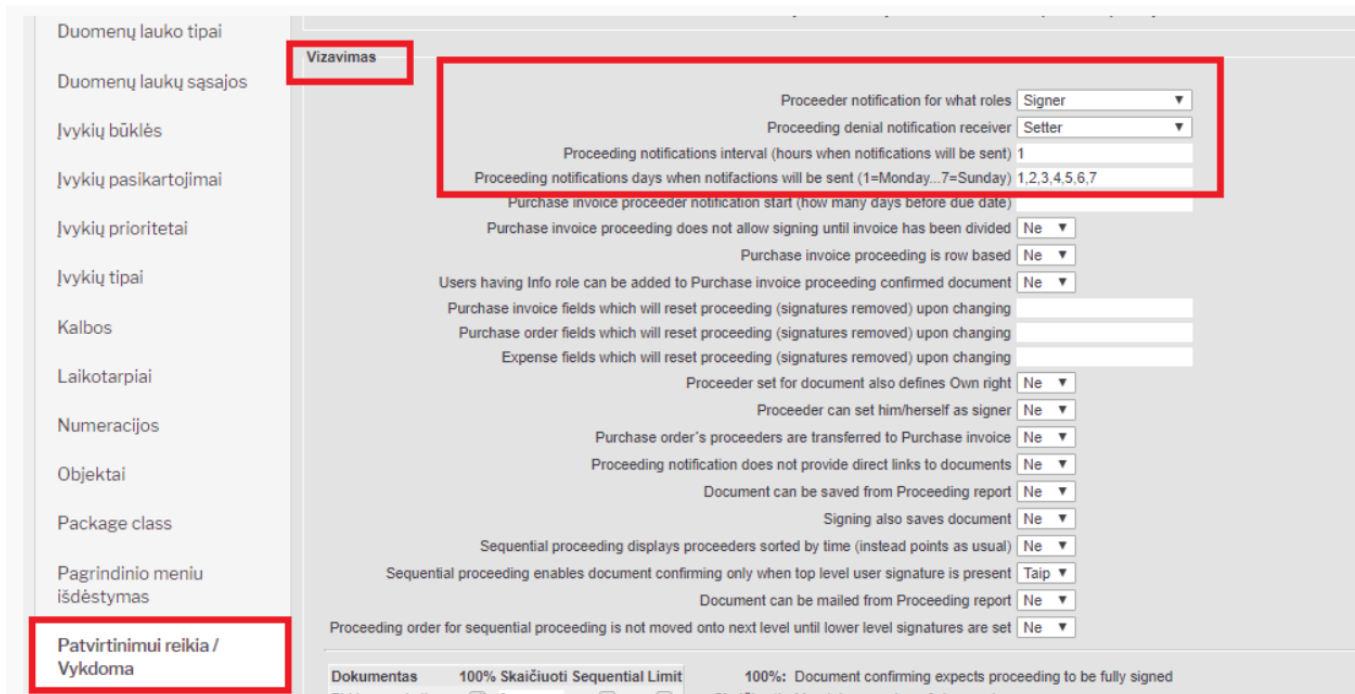 Duomenų lauko tipai
Duomenų laukų sąsajos
Įvykių būklės
Įvykių pasikartojimai
Įvykių prioritetai
Įvykių tipai
Kalbos
Laikotarpiai
Numeracijos
Objektai
Package class
Pagrindinio meniu
išdėstymas
Patvirtinimui reikia /
Vykdoma
Vizavimas
Proceeder notification for what roles Signer
Proceeding denial notification receiver Setter
Proceeding notifications interval (hours when notifications will be sent) 1
Proceeding notifications days when notifactions will be sent (1=Monday...7=Sunday) 1,2,3,4,5,6,7
Purchase invoice proceeder notification start (how many days before due date)
Purchase invoice proceeding does not allow signing until invoice has been divided Ne
Purchase invoice proceeding is row based Ne
Users having Info role can be added to Purchase invoice proceeding confirmed document Ne
Purchase invoice fields which will reset proceeding (signatures removed) upon changing
Purchase order fields which will reset proceeding (signatures removed) upon changing
Expense fields which will reset proceeding (signatures removed) upon changing
Proceeder set for document also defines Own right Ne
Proceeder can set him/herself as signer Ne
Purchase order´s proceeders are transferred to Purchase invoice Ne
Proceeding notification does not provide direct links to documents Ne
Document can be saved from Proceeding report Ne
Signing also saves document Ne
Sequential proceeding displays proceeders sorted by time (instead points as usual) Ne
Sequential proceeding enables document confirming only when top level user signature is present Taip
Document can be mailed from Proceeding report Ne
Proceeding order for sequential proceeding is not moved onto next level until lower level signatures are set Ne
Dokumentas 100% Skaičiuoti Sequential Limit 100%: Document confirming expects proceeding to be fully signed